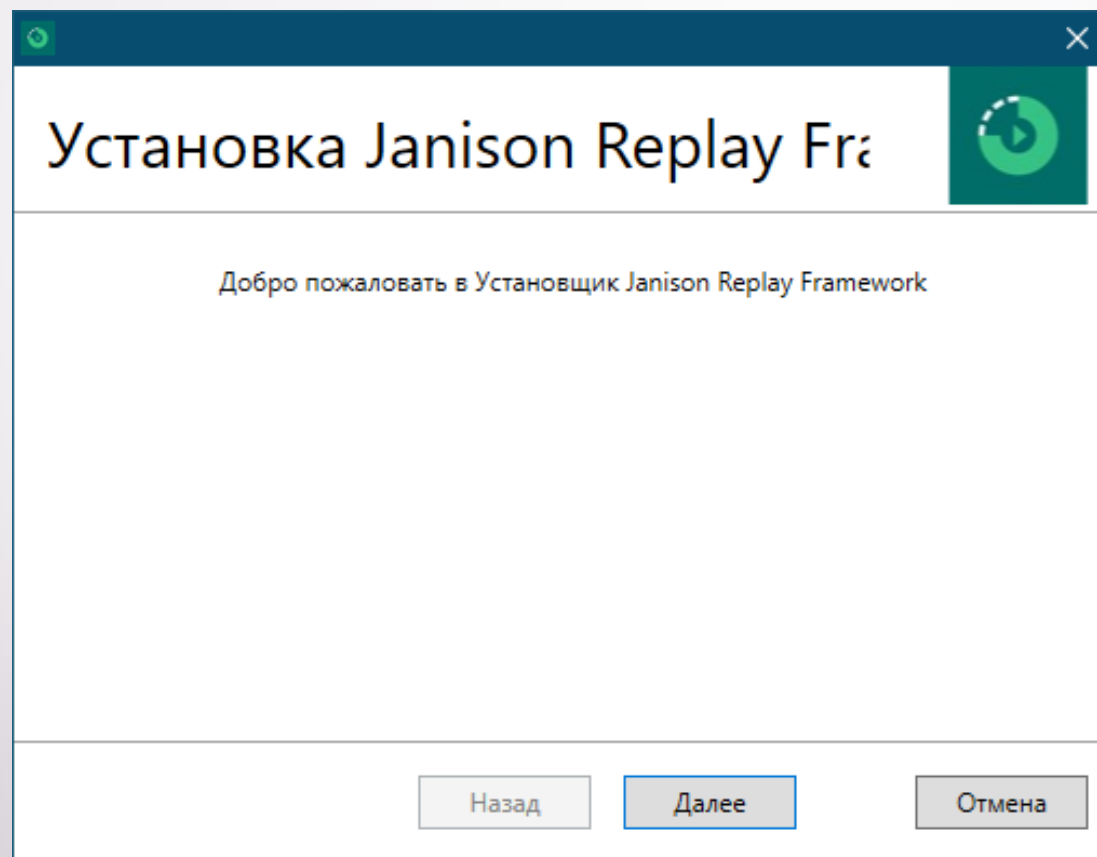 Установка Janison Replay Fra
Добро пожаловать в Установщик Janison Replay Framework
Назад
Далее
Отмена